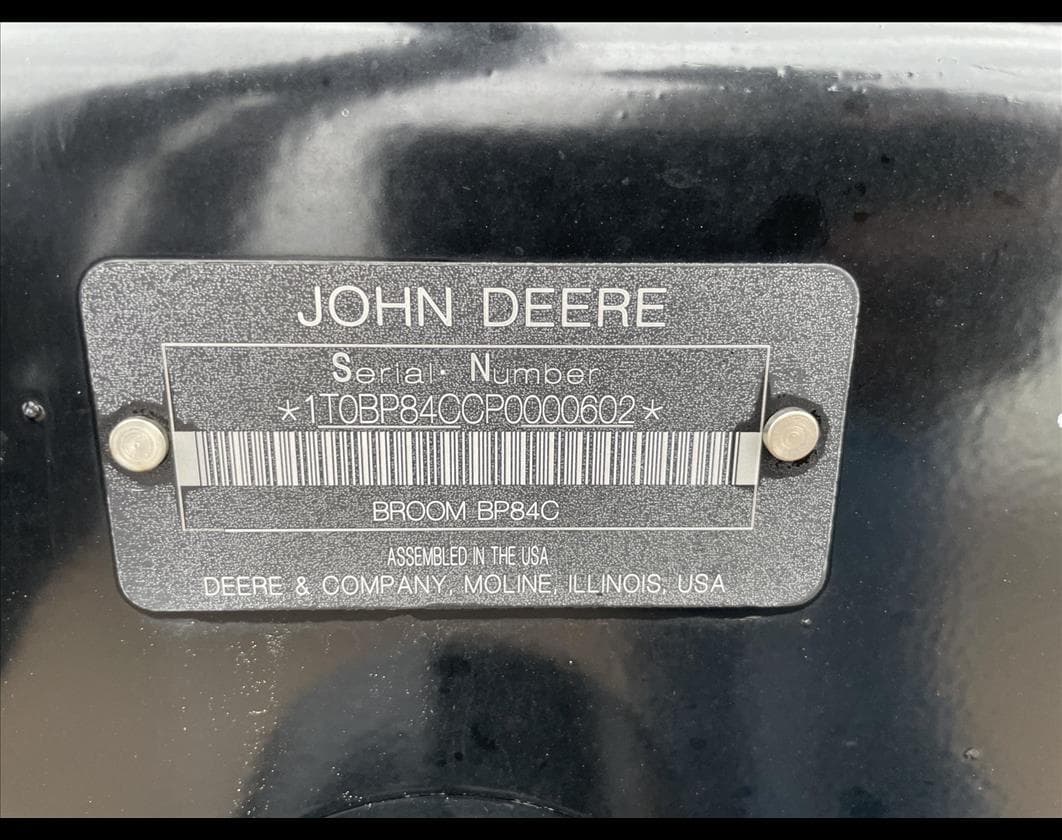 JOHN DEERE
Serial Number
*1T0BP84CCP0000602*
BROOM BP84C
ASSEMBLED IN THE USA
DEERE & COMPANY, MOLINE, ILLINOIS, USA